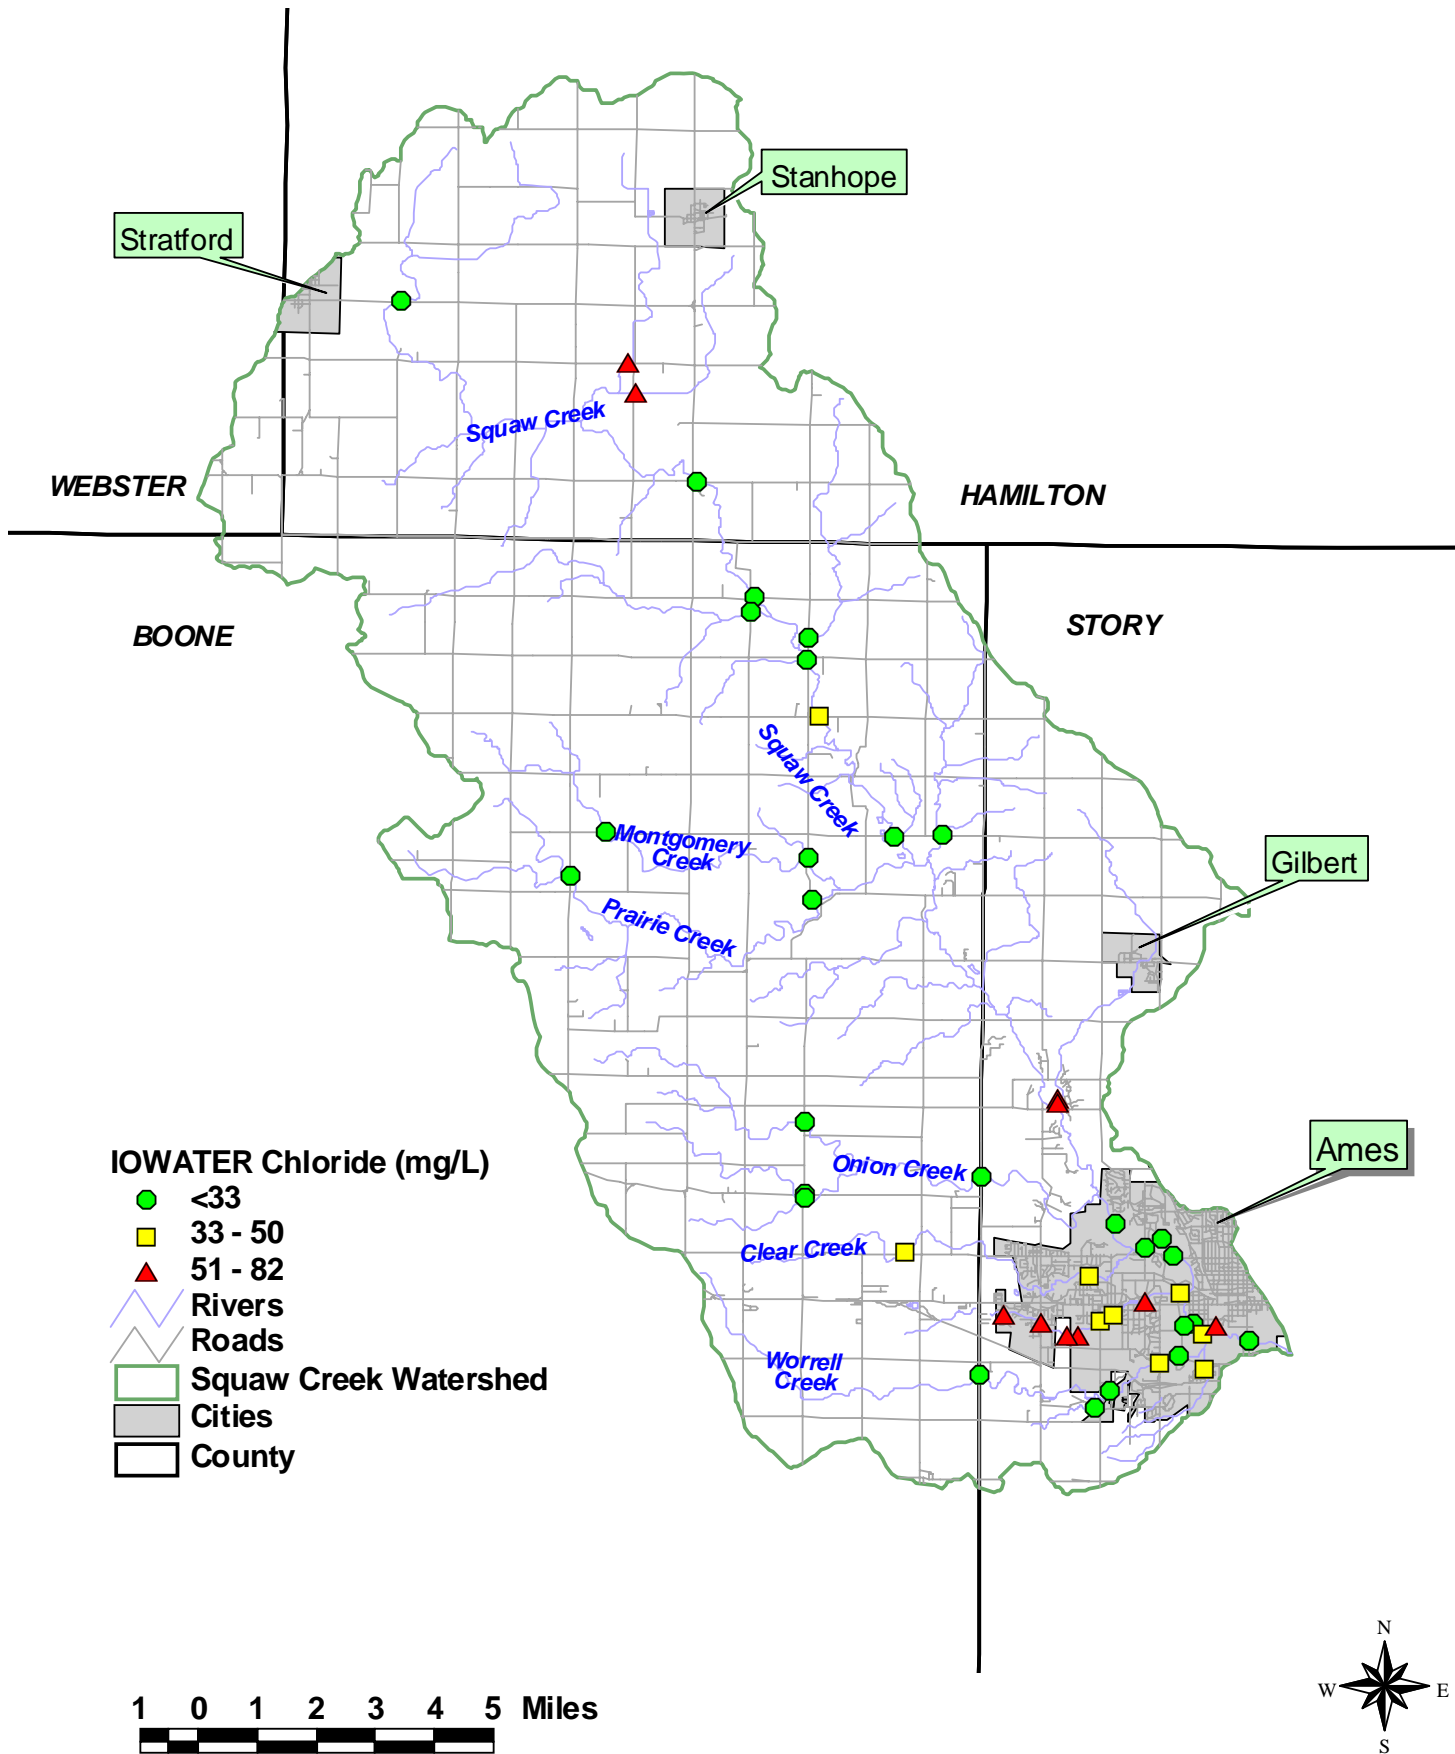 Stanhope
Stratford
Squaw Creek
WEBSTER
HAMILTON
BOONE
STORY
Squaw Creek
Montgomery
Creek
Gilbert
Prairie Creek
Ames
Onion Creek
Clear Creek
Worrell
Creek
IOWATER Chloride (mg/L)
<33
33 - 50
51 - 82
Rivers
Roads
Squaw Creek Watershed
Cities
County
N
W E
S
1 0 1 2 3 4 5 Miles